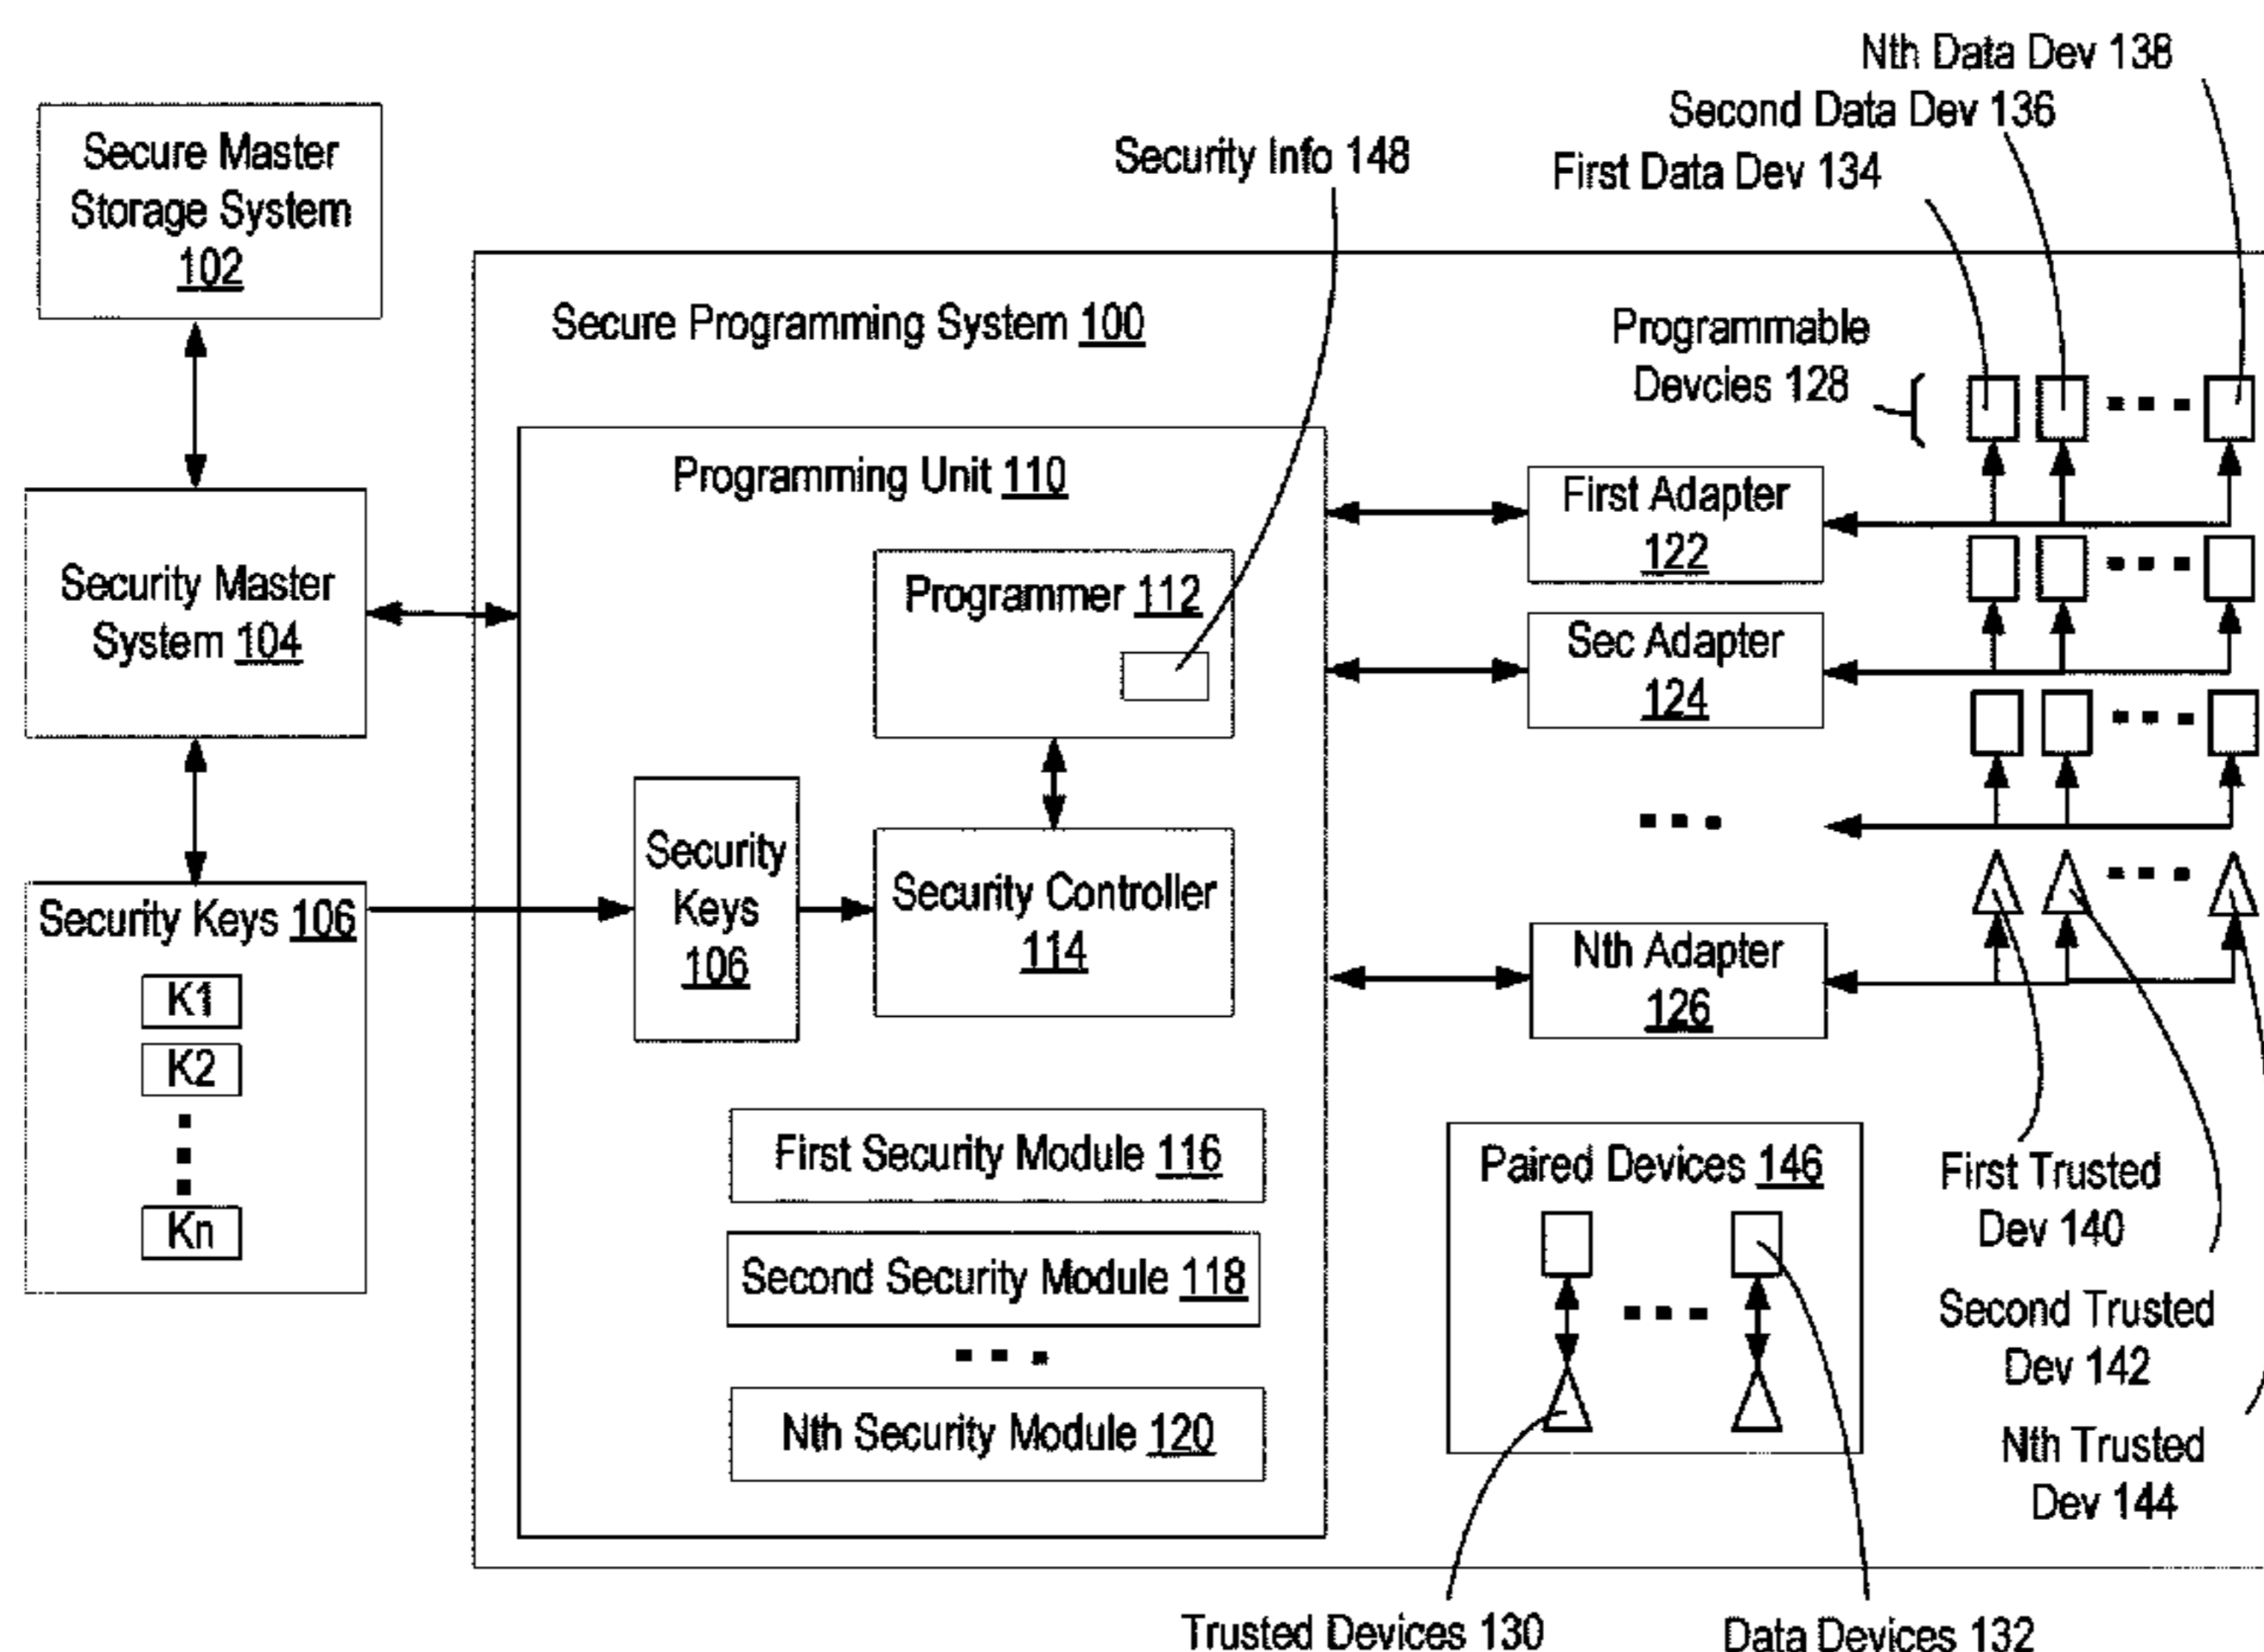 Nth Data Dev 138
Second Data Dev 136
First Data Dev 134
Security Info 148
Secure Master
Storage System
102
Secure Programming System 100
Programmable
Devcies 128
Programming Unit 110
First Adapter
122
Security Master
System 104
Programmer 112
Sec Adapter
124
Security
Keys
106
Security Controller
114
Security Keys 106
K1
K2
Kn
Nth Adapter
126
First Security Module 116
Second Security Module 118
Nth Security Module 120
Paired Devices 146
First Trusted
Dev 140
Second Trusted
Dev 142
Nth Trusted
Dev 144
Trusted Devices 130
Data Devices 132